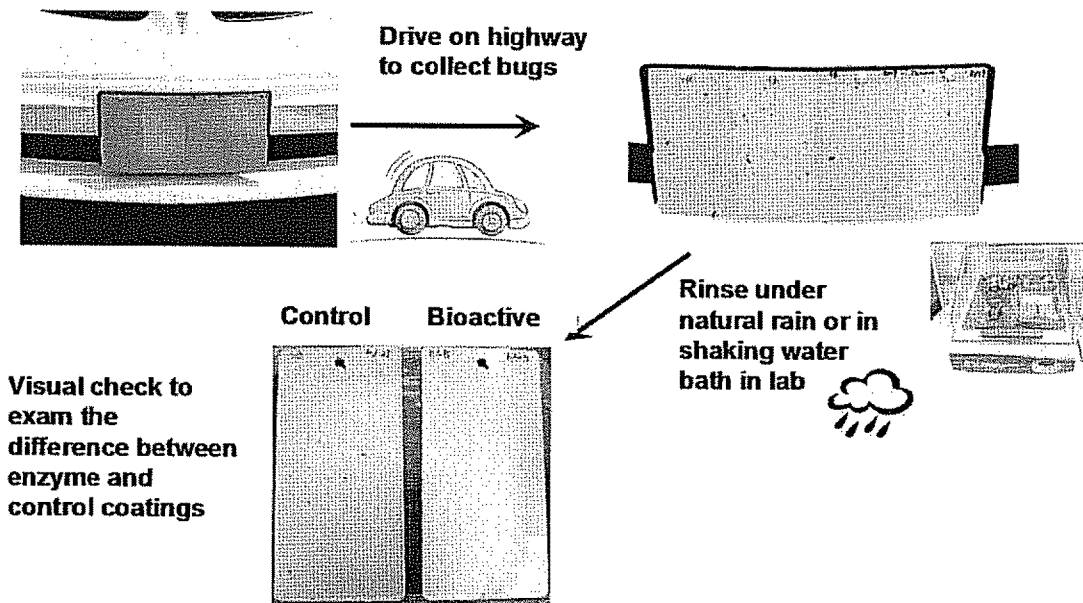 Drive on highway
to collect bugs
Rinse under
natural rain or in
shaking water
bath in lab
Control Bioactive
Visual check to
exam the
difference between
enzyme and
control coatings